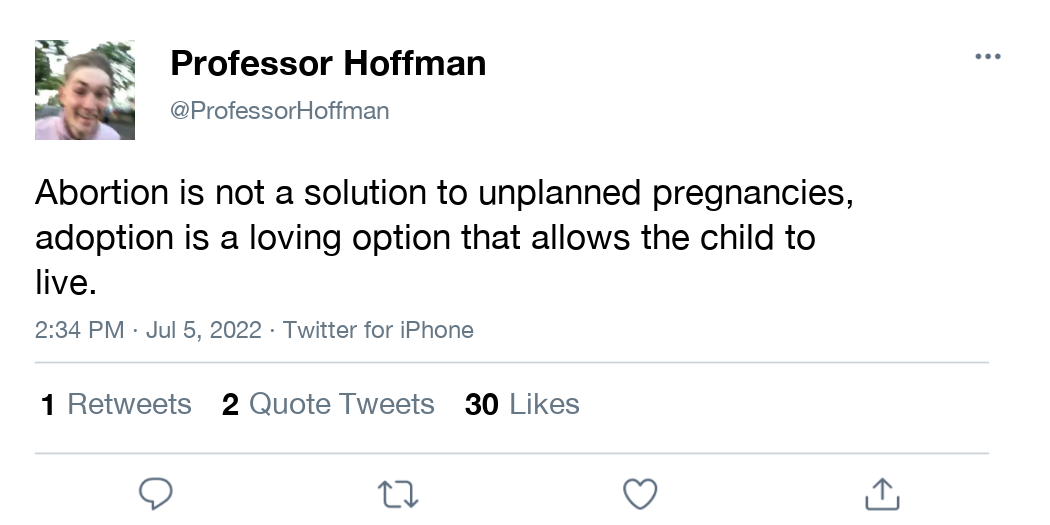 Professor Hoffman
@ProfessorHoffman
Abortion is not a solution to unplanned pregnancies,
adoption is a loving option that allows the child to
live.
2:34 PM · Jul 5, 2022 · Twitter for iPhone
1 Retweets 2 Quote Tweets 30 Likes